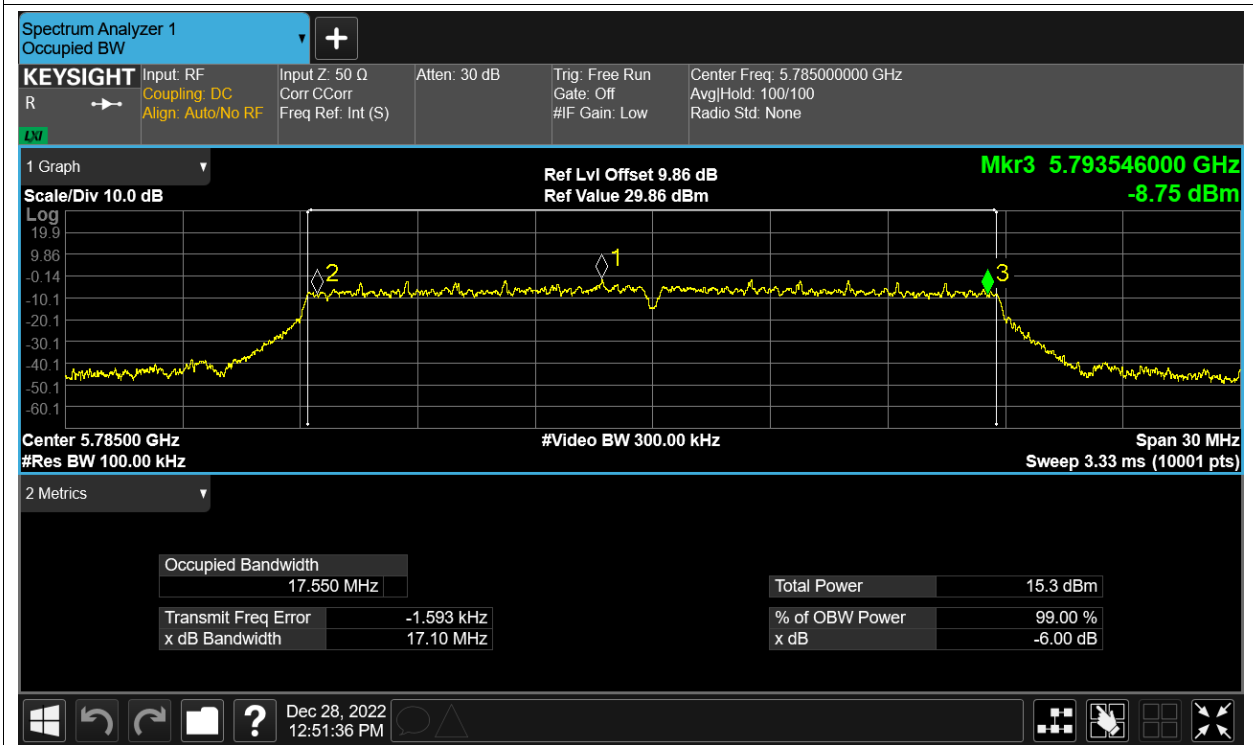 Spectrum Analyzer 1
Occupied BW
KEYSIGHT
R
LXI
Input: RF
Coupling: DC
Align: Auto/No RF
Input Z: 50 Ω
Corr CCorr
Freq Ref: Int (S)
Atten: 30 dB
Trig: Free Run
Gate: Off
#IF Gain: Low
Center Freq: 5.785000000 GHz
Avg|Hold: 100/100
Radio Std: None
1 Graph
Scale/Div 10.0 dB
Ref Lvl Offset 9.86 dB
Ref Value 29.86 dBm
Mkr3 5.793546000 GHz
-8.75 dBm
Log
19.9
9.86
-0.14
-10.1
-20.1
-30.1
-40.1
-50.1
-60.1
2
1
3
Center 5.78500 GHz
#Video BW 300.00 kHz
Span 30 MHz
#Res BW 100.00 kHz
Sweep 3.33 ms (10001 pts)
2 Metrics
Occupied Bandwidth
17.550 MHz
Transmit Freq Error -1.593 kHz
x dB Bandwidth 17.10 MHz
Total Power 15.3 dBm
% of OBW Power 99.00 %
x dB -6.00 dB
?
Dec 28, 2022
12:51:36 PM